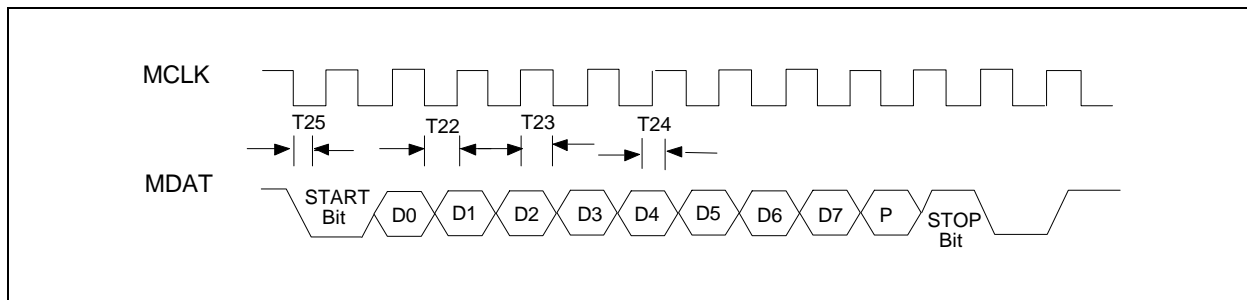 MCLK
T25
T22
T23
T24
MDAT
START
Bit
D0
D1
D2
D3
D4
D5
D6
D7
P
STOP
Bit